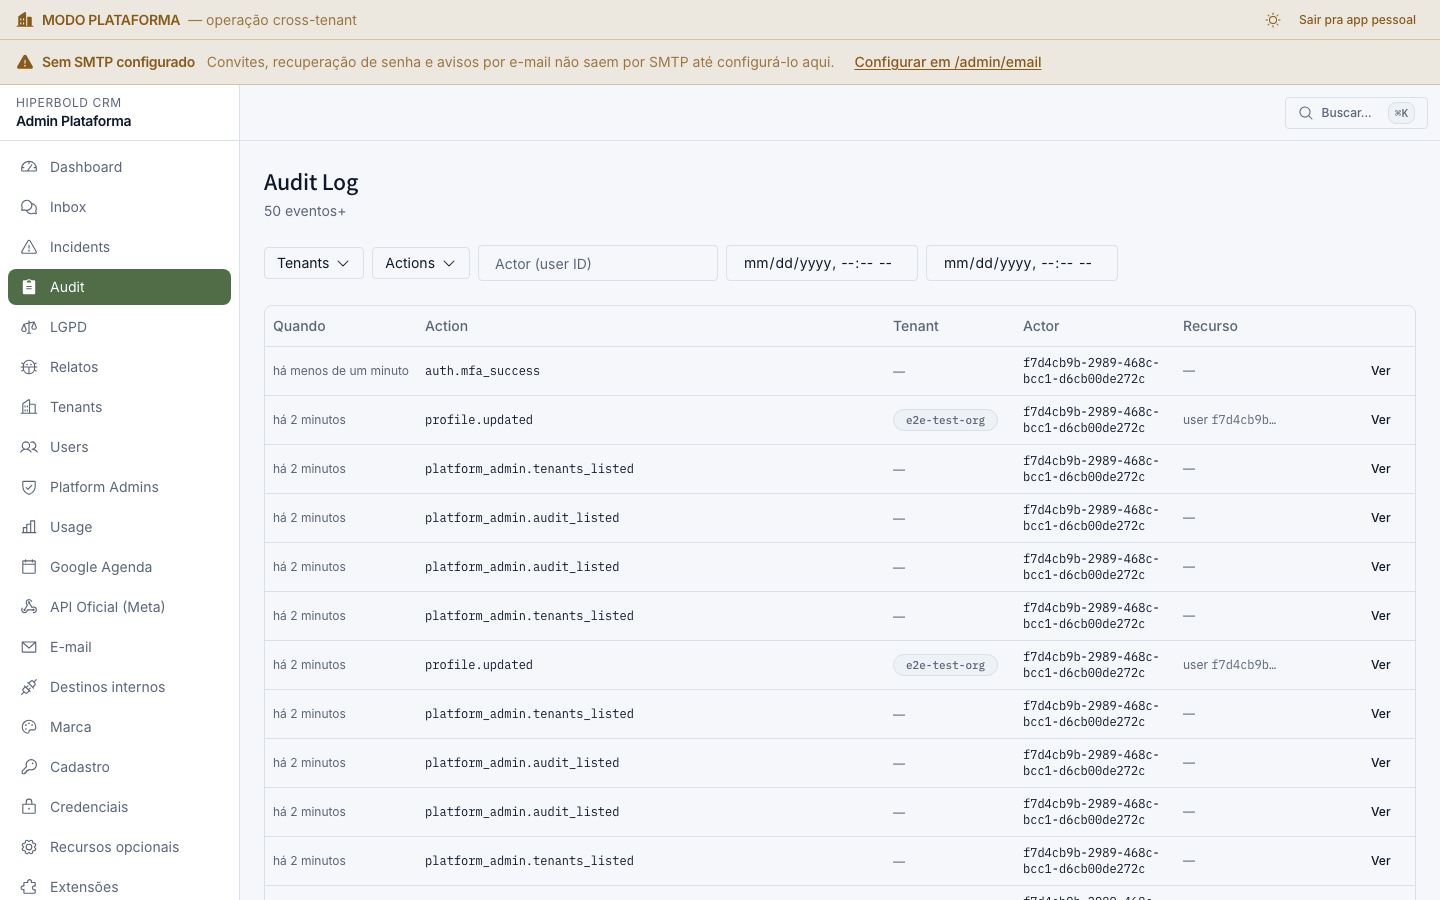 MODO PLATAFORMA — operação cross-tenant
Sair pra app pessoal
Sem SMTP configurado Convites, recuperação de senha e avisos por e-mail não saem por SMTP até configurá-lo aqui. Configurar em /admin/email
HIPERBOLD CRM
Admin Plataforma
Buscar... ⌘K
Dashboard
Inbox
Incidents
Audit
LGPD
Relatos
Tenants
Users
Platform Admins
Usage
Google Agenda
API Oficial (Meta)
E-mail
Destinos internos
Marca
Cadastro
Credenciais
Recursos opcionais
Extensões
Audit Log
50 eventos+
Tenants Actions Actor (user ID) mm/dd/yyyy, --:-- -- mm/dd/yyyy, --:-- --
Quando Action Tenant Actor Recurso
há menos de um minuto auth.mfa_success — f7d4cb9b-2989-468c-bcc1-d6cb00de272c — Ver
há 2 minutos profile.updated e2e-test-org f7d4cb9b-2989-468c-bcc1-d6cb00de272c user f7d4cb9b… Ver
há 2 minutos platform_admin.tenants_listed — f7d4cb9b-2989-468c-bcc1-d6cb00de272c — Ver
há 2 minutos platform_admin.audit_listed — f7d4cb9b-2989-468c-bcc1-d6cb00de272c — Ver
há 2 minutos platform_admin.audit_listed — f7d4cb9b-2989-468c-bcc1-d6cb00de272c — Ver
há 2 minutos platform_admin.tenants_listed — f7d4cb9b-2989-468c-bcc1-d6cb00de272c — Ver
há 2 minutos profile.updated e2e-test-org f7d4cb9b-2989-468c-bcc1-d6cb00de272c user f7d4cb9b… Ver
há 2 minutos platform_admin.tenants_listed — f7d4cb9b-2989-468c-bcc1-d6cb00de272c — Ver
há 2 minutos platform_admin.audit_listed — f7d4cb9b-2989-468c-bcc1-d6cb00de272c — Ver
há 2 minutos platform_admin.audit_listed — f7d4cb9b-2989-468c-bcc1-d6cb00de272c — Ver
há 2 minutos platform_admin.tenants_listed — f7d4cb9b-2989-468c-bcc1-d6cb00de272c — Ver